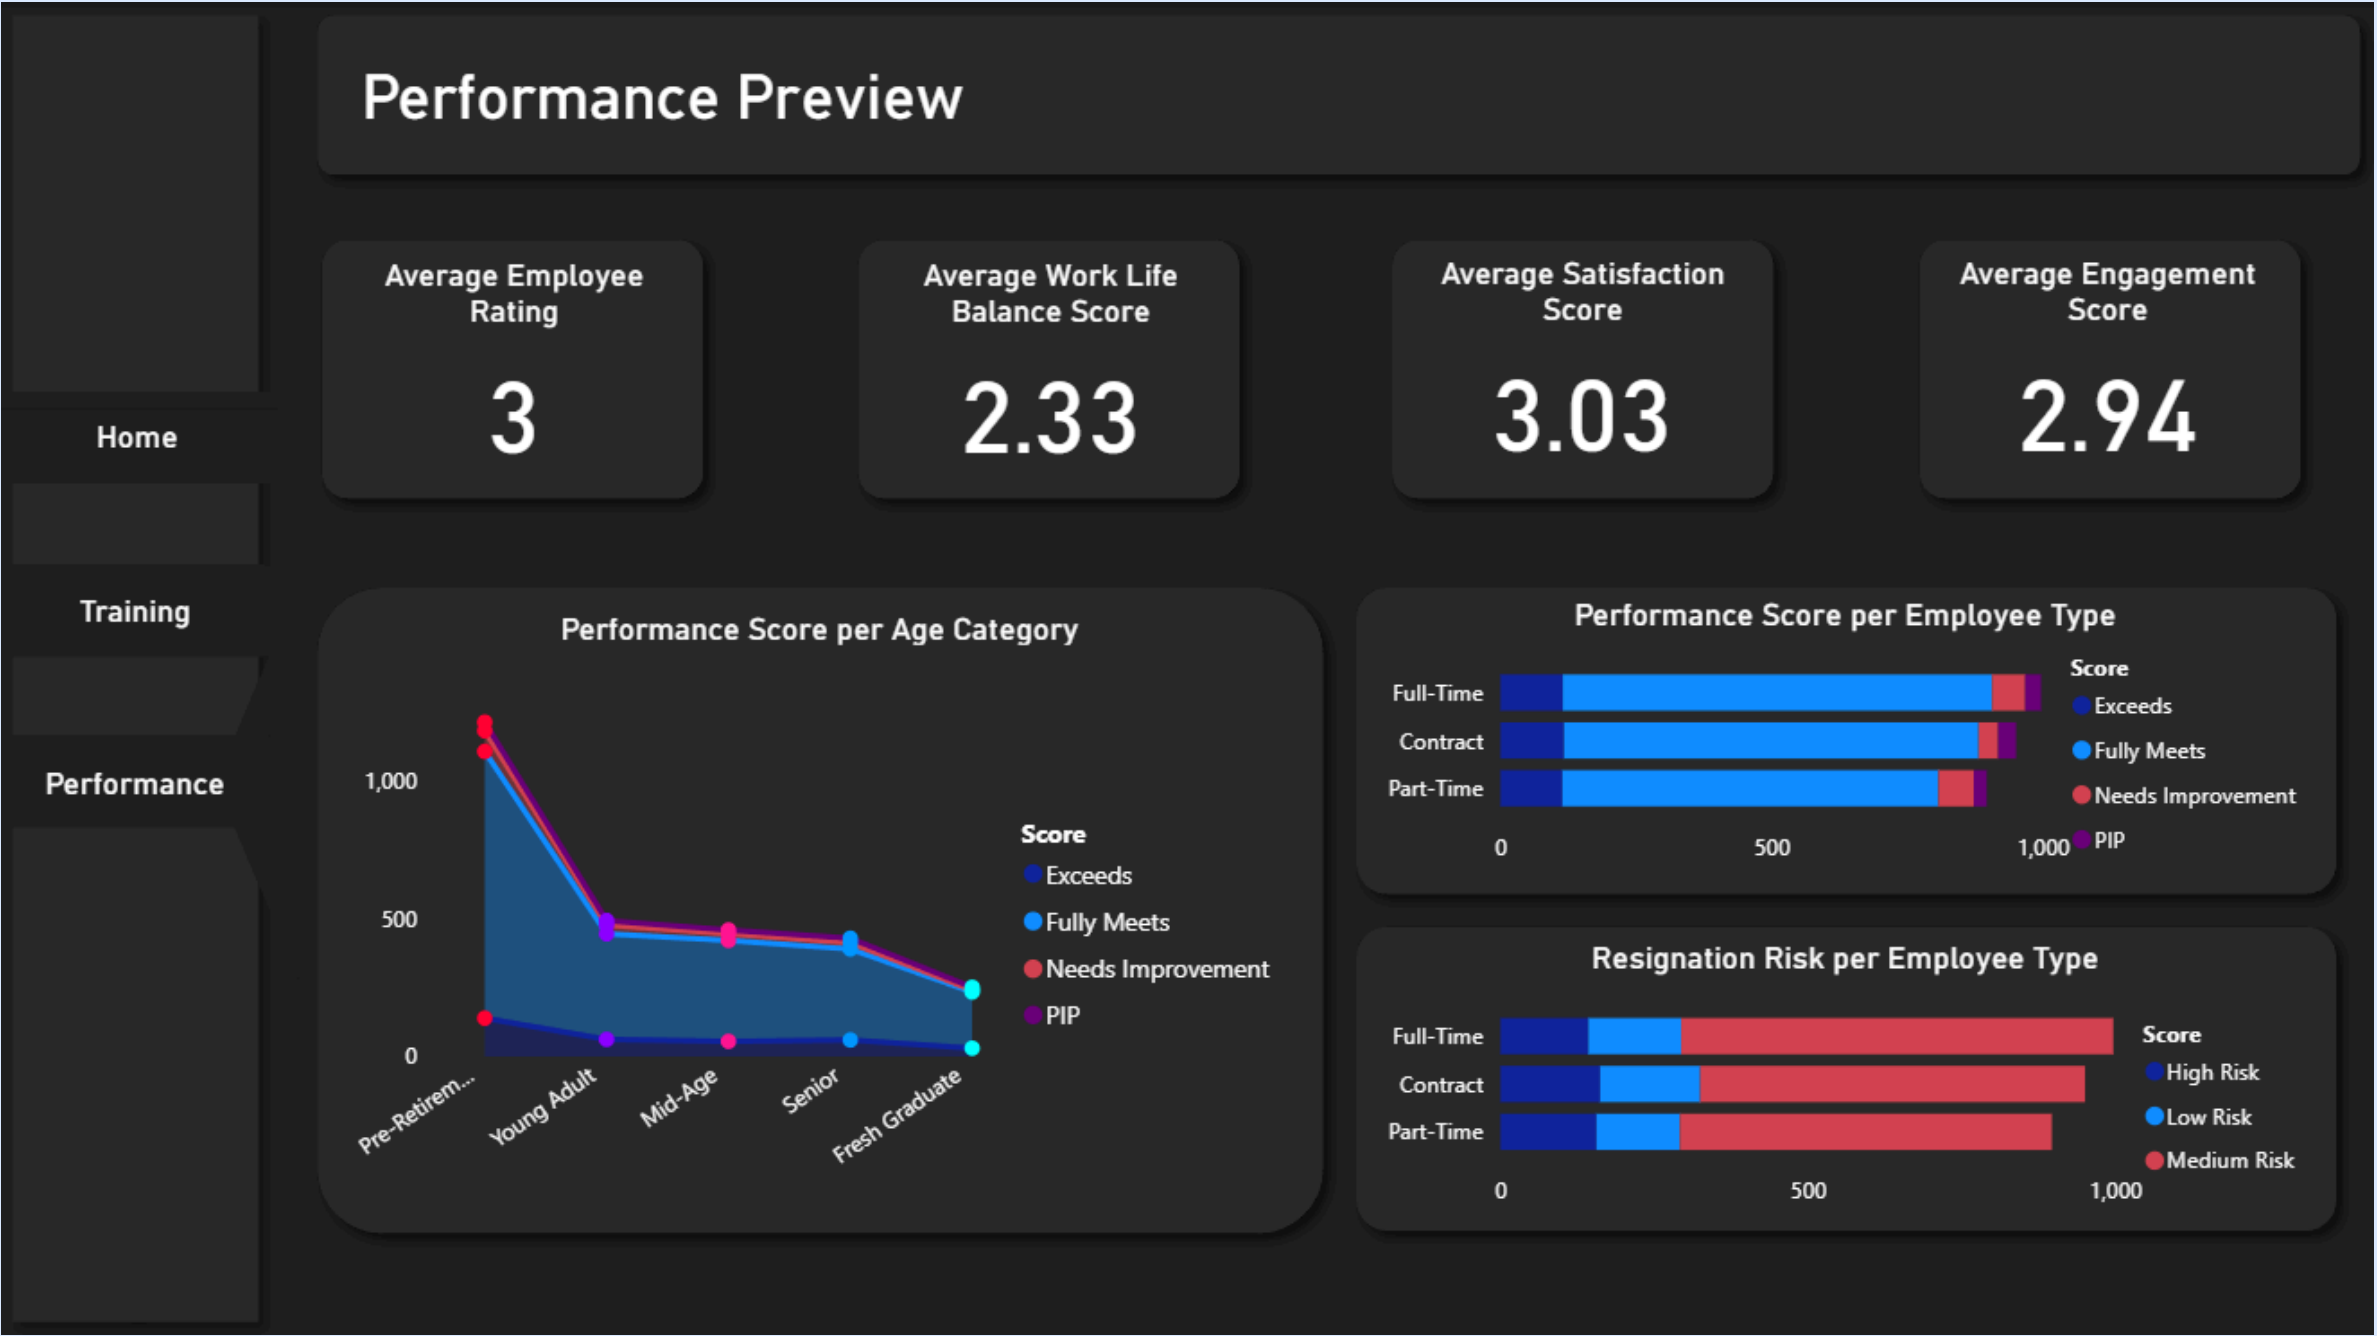 Performance Preview
Home
Training
Performance
Average Employee
Rating
3
Average Work Life
Balance Score
2.33
Average Satisfaction
Score
3.03
Average Engagement
Score
2.94
Performance Score per Age Category
1,000
500
0
Pre-Retirem...
Young Adult
Mid-Age
Senior
Fresh Graduate
Score
Exceeds
Fully Meets
Needs Improvement
PIP
Performance Score per Employee Type
Full-Time
Contract
Part-Time
0 500 1,000
Score
Exceeds
Fully Meets
Needs Improvement
PIP
Resignation Risk per Employee Type
Full-Time
Contract
Part-Time
0 500 1,000
Score
High Risk
Low Risk
Medium Risk